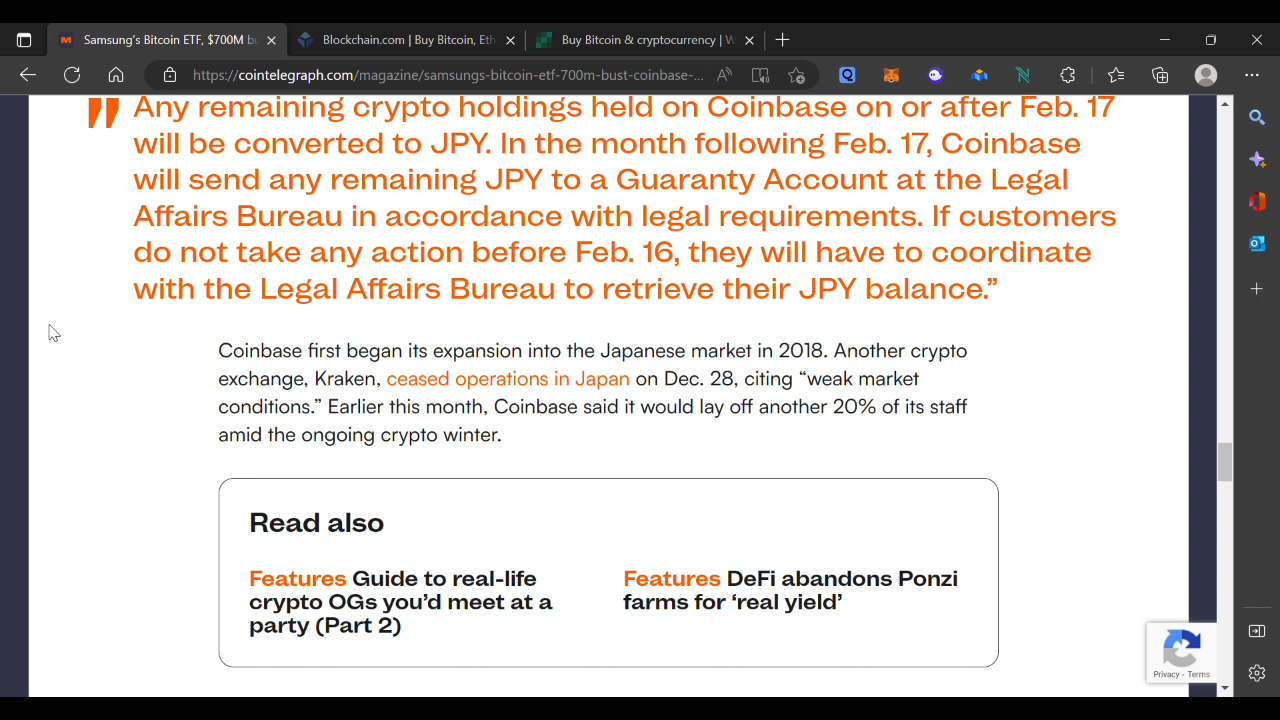 Samsung's Bitcoin ETF, $700M bu
Blockchain.com | Buy Bitcoin, Eth
Buy Bitcoin & cryptocurrency | W
https://cointelegraph.com/magazine/samsungs-bitcoin-etf-700m-bust-coinbase-...
Any remaining crypto holdings held on Coinbase on or after Feb. 17
will be converted to JPY. In the month following Feb. 17, Coinbase
will send any remaining JPY to a Guaranty Account at the Legal
Affairs Bureau in accordance with legal requirements. If customers
do not take any action before Feb. 16, they will have to coordinate
with the Legal Affairs Bureau to retrieve their JPY balance.”
Coinbase first began its expansion into the Japanese market in 2018. Another crypto
exchange, Kraken, ceased operations in Japan on Dec. 28, citing “weak market
conditions.” Earlier this month, Coinbase said it would lay off another 20% of its staff
amid the ongoing crypto winter.
Read also
Features Guide to real-life
crypto OGs you’d meet at a
party (Part 2)
Features DeFi abandons Ponzi
farms for ‘real yield’
Privacy - Terms